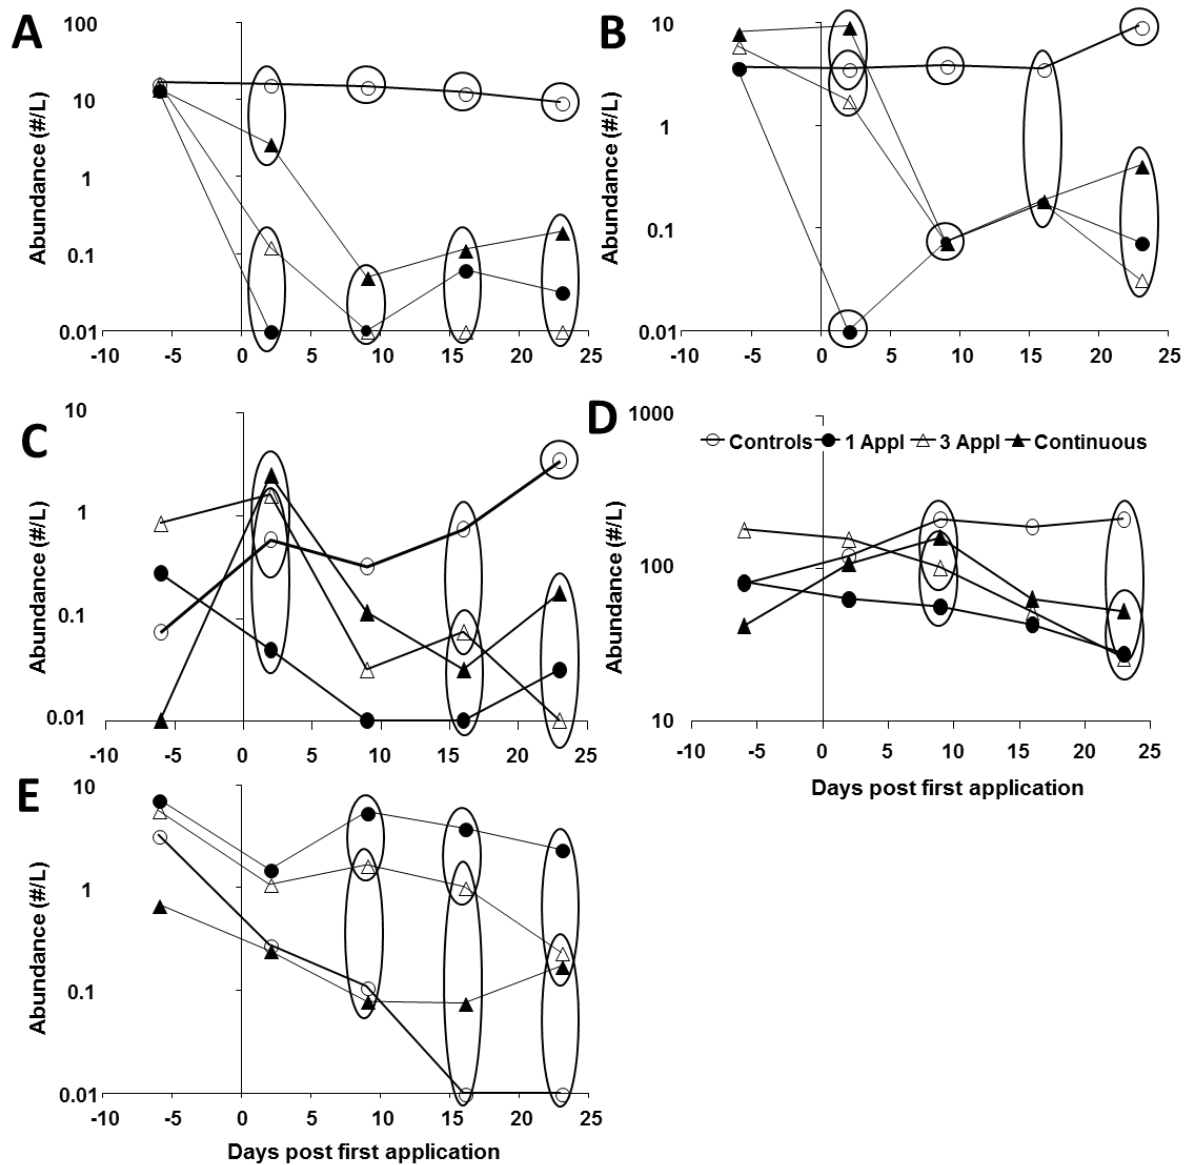 A
Abundance (#/L)
100
10
1
0.1
0.01
-10 -5 0 5 10 15 20 25
B
Abundance (#/L)
10
1
0.1
0.01
-10 -5 0 5 10 15 20 25
C
Abundance (#/L)
10
1
0.1
0.01
-10 -5 0 5 10 15 20 25
D
Abundance (#/L)
1000
Controls 1 Appl 3 Appl Continuous
100
10
-10 -5 0 5 10 15 20 25
Days post first application
E
Abundance (#/L)
10
1
0.1
0.01
-10 -5 0 5 10 15 20 25
Days post first application